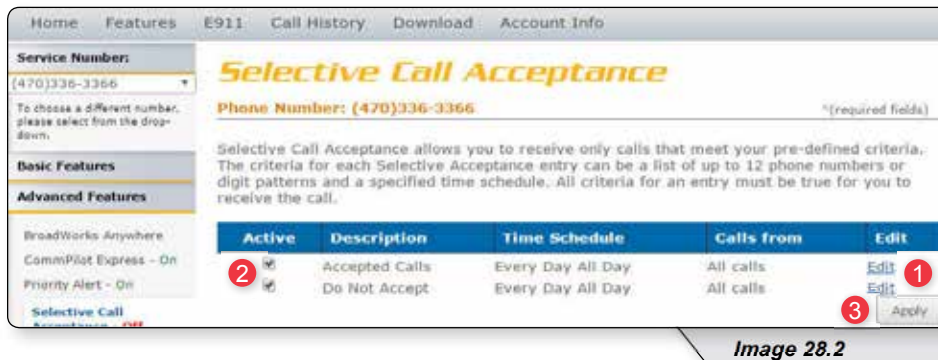 Home Features E911 Call History Download Account Info
Service Number:
(470)336-3366
To choose a different number,
please select from the drop-
down.
Basic Features
Advanced Features
BroadWorks Anywhere
CommPilot Express - On
Priority Alert - On
Selective Call
Acceptance - Off
Selective Call Acceptance
Phone Number: (470)336-3366 *(required fields)
Selective Call Acceptance allows you to receive only calls that meet your pre-defined criteria.
The criteria for each Selective Acceptance entry can be a list of up to 12 phone numbers or
digit patterns and a specified time schedule. All criteria for an entry must be true for you to
receive the call.
Active Description Time Schedule Calls from Edit
2 Accepted Calls Every Day All Day All calls Edit 1
Do Not Accept Every Day All Day All calls Edit
3 Apply
Image 28.2